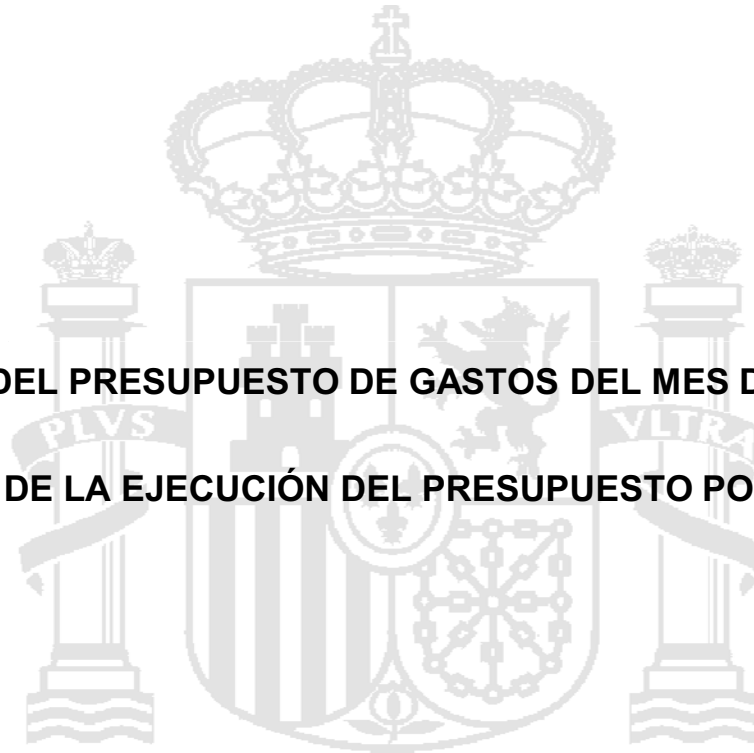 DEL PRESUPUESTO DE GASTOS DEL MES D
DE LA EJECUCIÓN DEL PRESUPUESTO PO
PLVS
VLTRA